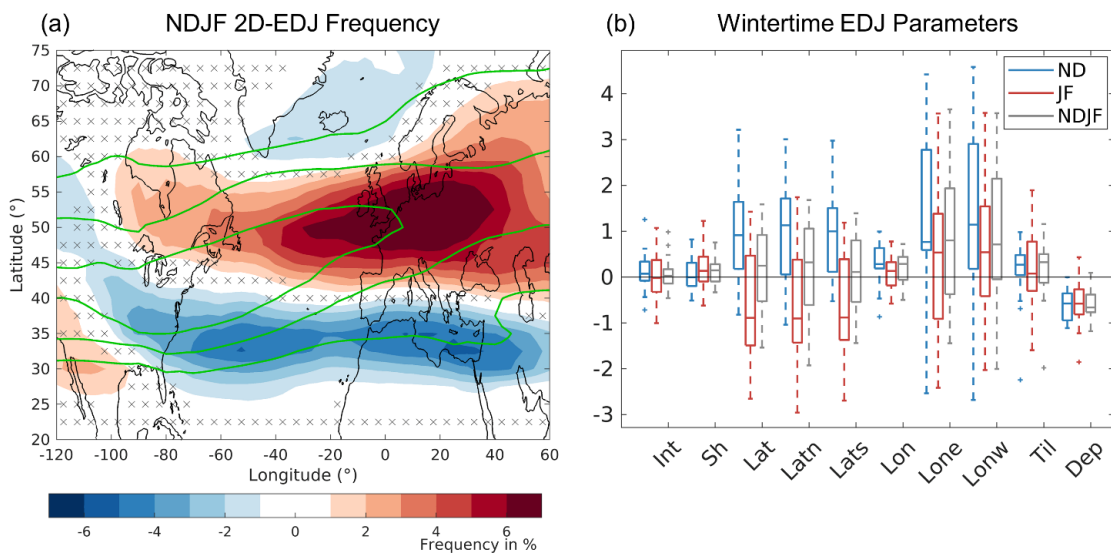 (a) NDJF 2D-EDJ Frequency
75
70
65
60
55
50
45
40
35
30
25
20
Latitude (°)
-120 -100 -80 -60 -40 -20 0 20 40 60
Longitude (°)
-6 -4 -2 0 2 4 6
Frequency in %
(b) Wintertime EDJ Parameters
ND
JF
NDJF
4
3
2
1
0
-1
-2
-3
Int Sh Lat Latn Lats Lon Lone Lonw Til Dep